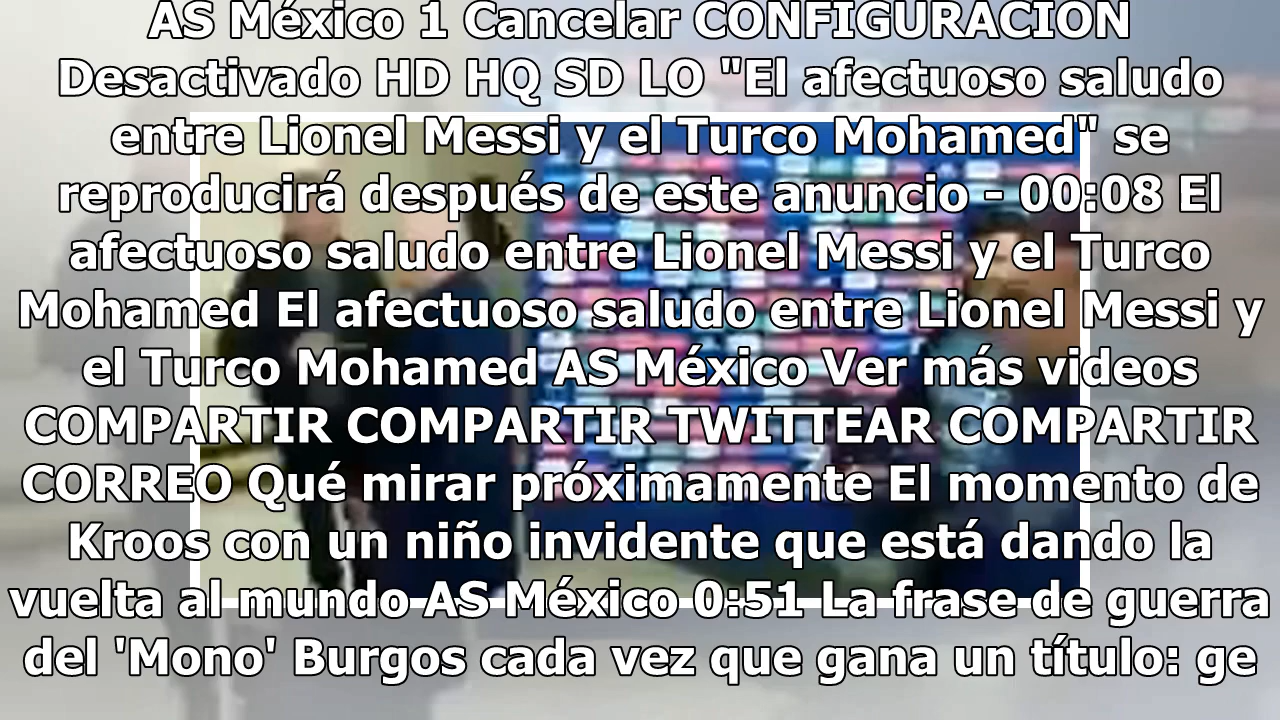 AS México 1 Cancelar CONFIGURACIÓN
Desactivado HD HQ SD LO "El afectuoso saludo
entre Lionel Messi y el Turco Mohamed" se
reproducirá después de este anuncio - 00:08 El
afectuoso saludo entre Lionel Messi y el Turco
Mohamed El afectuoso saludo entre Lionel Messi y
el Turco Mohamed AS México Ver más videos
COMPARTIR COMPARTIR TWITTEAR COMPARTIR
CORREO Qué mirar próximamente El momento de
Kroos con un niño invidente que está dando la
vuelta al mundo AS México 0:51 La frase de guerra
del 'Mono' Burgos cada vez que gana un título: ge